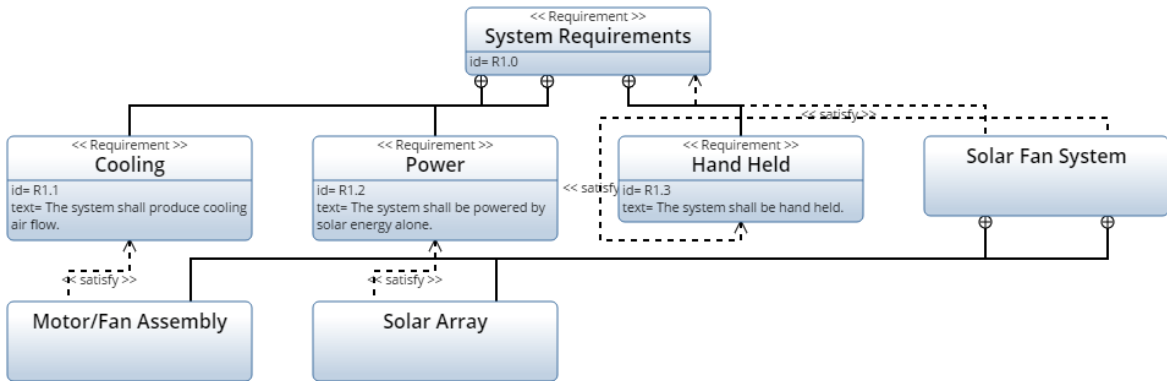 << Requirement >>
System Requirements
id= R1.0
<< satisfy >>
<< Requirement >>
Cooling
id= R1.1
text= The system shall produce cooling
air flow.
<< Requirement >>
Power
id= R1.2
text= The system shall be powered by
solar energy alone.
<< satisfy
<< Requirement >>
Hand Held
id= R1.3
text= The system shall be hand held.
Solar Fan System
<< satisfy >>
<< satisfy >>
Motor/Fan Assembly
Solar Array